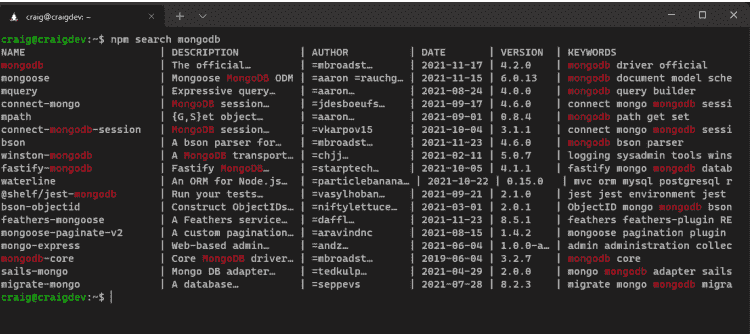 craig@craigdev: ~
craig@craigdev:~$ npm search mongodb
NAME | DESCRIPTION | AUTHOR | DATE | VERSION | KEYWORDS
mongodb | The official… | =mbroadst… | 2021-11-17 | 4.2.0 | mongodb driver official
mongoose | Mongoose MongoDB ODM | =aaron =rauchg… | 2021-11-15 | 6.0.13 | mongodb document model sche
mquery | Expressive query… | =aaron… | 2021-08-24 | 4.0.0 | mongodb query builder
connect-mongo | MongoDB session… | =jdesboeufs… | 2021-09-17 | 4.6.0 | connect mongo mongodb sessi
mpath | {G,S}et object… | =aaron… | 2021-09-01 | 0.8.4 | mongodb path get set
connect-mongodb-session | MongoDB session… | =vkarpov15 | 2021-10-04 | 3.1.1 | connect mongo mongodb sessi
bson | A bson parser for… | =mbroadst… | 2021-11-23 | 4.6.0 | mongodb bson parser
winston-mongodb | A MongoDB transport… | =chjj… | 2021-02-11 | 5.0.7 | logging sysadmin tools wins
fastify-mongodb | Fastify MongoDB… | =starptech… | 2021-10-05 | 4.1.1 | fastify mongo mongodb datab
waterline | An ORM for Node.js… | =particlebanana… | 2021-10-22 | 0.15.0 | mvc orm mysql postgresql r
@shelf/jest-mongodb | Run your tests… | =vasylhoban… | 2021-09-21 | 2.1.0 | jest jest environment jest
bson-objectid | Construct ObjectIDs… | =niftylettuce… | 2021-03-01 | 2.0.1 | ObjectID mongo mongodb bson
feathers-mongoose | A Feathers service… | =daffl… | 2021-11-23 | 8.5.1 | feathers feathers-plugin RE
mongoose-paginate-v2 | A custom pagination… | =aravindnc | 2021-08-15 | 1.4.2 | mongoose pagination plugin
mongo-express | Web-based admin… | =andz… | 2021-06-04 | 1.0.0-a… | admin administration collec
mongodb-core | Core MongoDB driver… | =mbroadst… | 2019-06-04 | 3.2.7 | mongodb core
sails-mongo | Mongo DB adapter… | =tedkulp… | 2021-04-29 | 2.0.0 | mongo mongodb adapter sails
migrate-mongo | A database… | =seppevs | 2021-07-28 | 8.2.3 | migrate mongo mongodb migra
craig@craigdev:~$